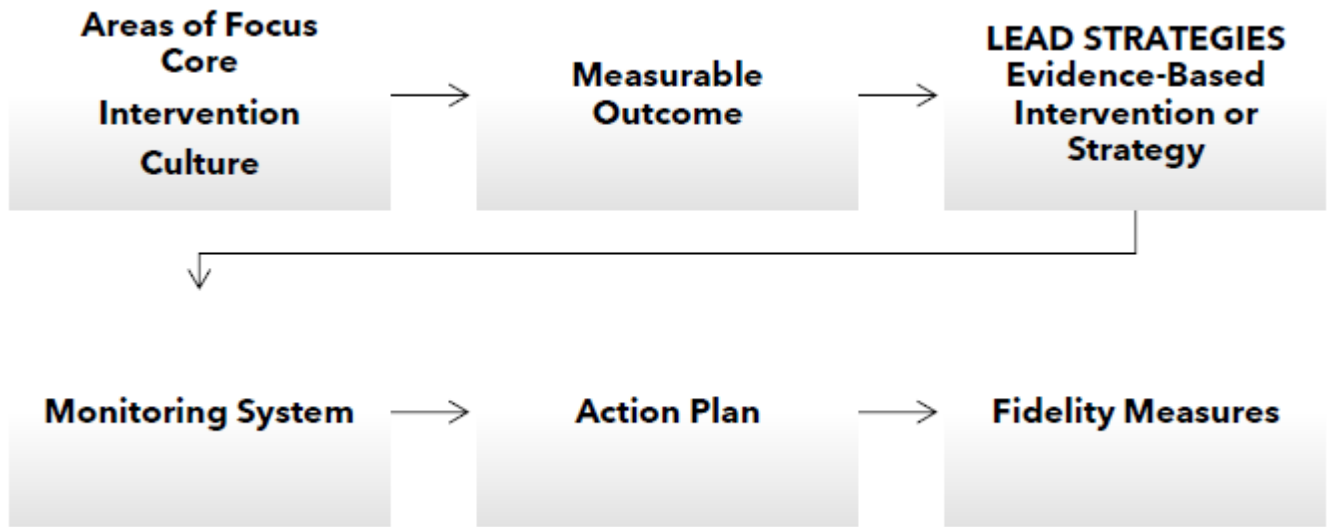 Areas of Focus
Core
Intervention
Culture
Measurable
Outcome
LEAD STRATEGIES
Evidence-Based
Intervention or
Strategy
Monitoring System
Action Plan
Fidelity Measures